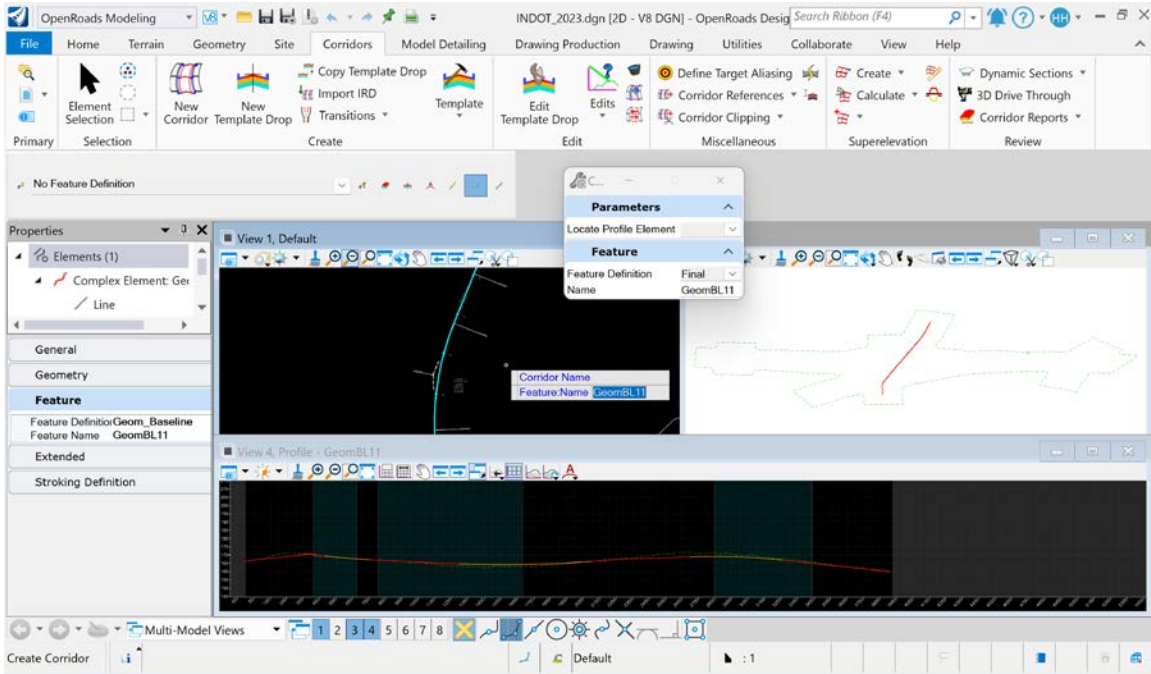 OpenRoads Modeling
INDOT_2023.dgn [2D - V8 DGN] - OpenRoads Desig
Search Ribbon (F4)
HH
File Home Terrain Geometry Site Corridors Model Detailing Drawing Production Drawing Utilities Collaborate View Help
Element Selection
New Corridor
New Template Drop
Copy Template Drop
Import IRD
Transitions
Template
Edit Template Drop
Edits
Define Target Aliasing
Corridor References
Corridor Clipping
Create
Calculate
Dynamic Sections
3D Drive Through
Corridor Reports
Primary Selection Create Edit Miscellaneous Superelevation Review
No Feature Definition
C...
Parameters
Locate Profile Element
Feature
Feature Definition Final
Name GeomBL11
Properties
Elements (1)
Complex Element: Geo
Line
General
Geometry
Feature
Feature Definition Geom_Baseline
Feature Name GeomBL11
Extended
Stroking Definition
View 1, Default
Corridor Name
Feature:Name GeomBL11
View 4, Profile - GeomBL11
Multi-Model Views 1 2 3 4 5 6 7 8
Create Corridor
Default
: 1